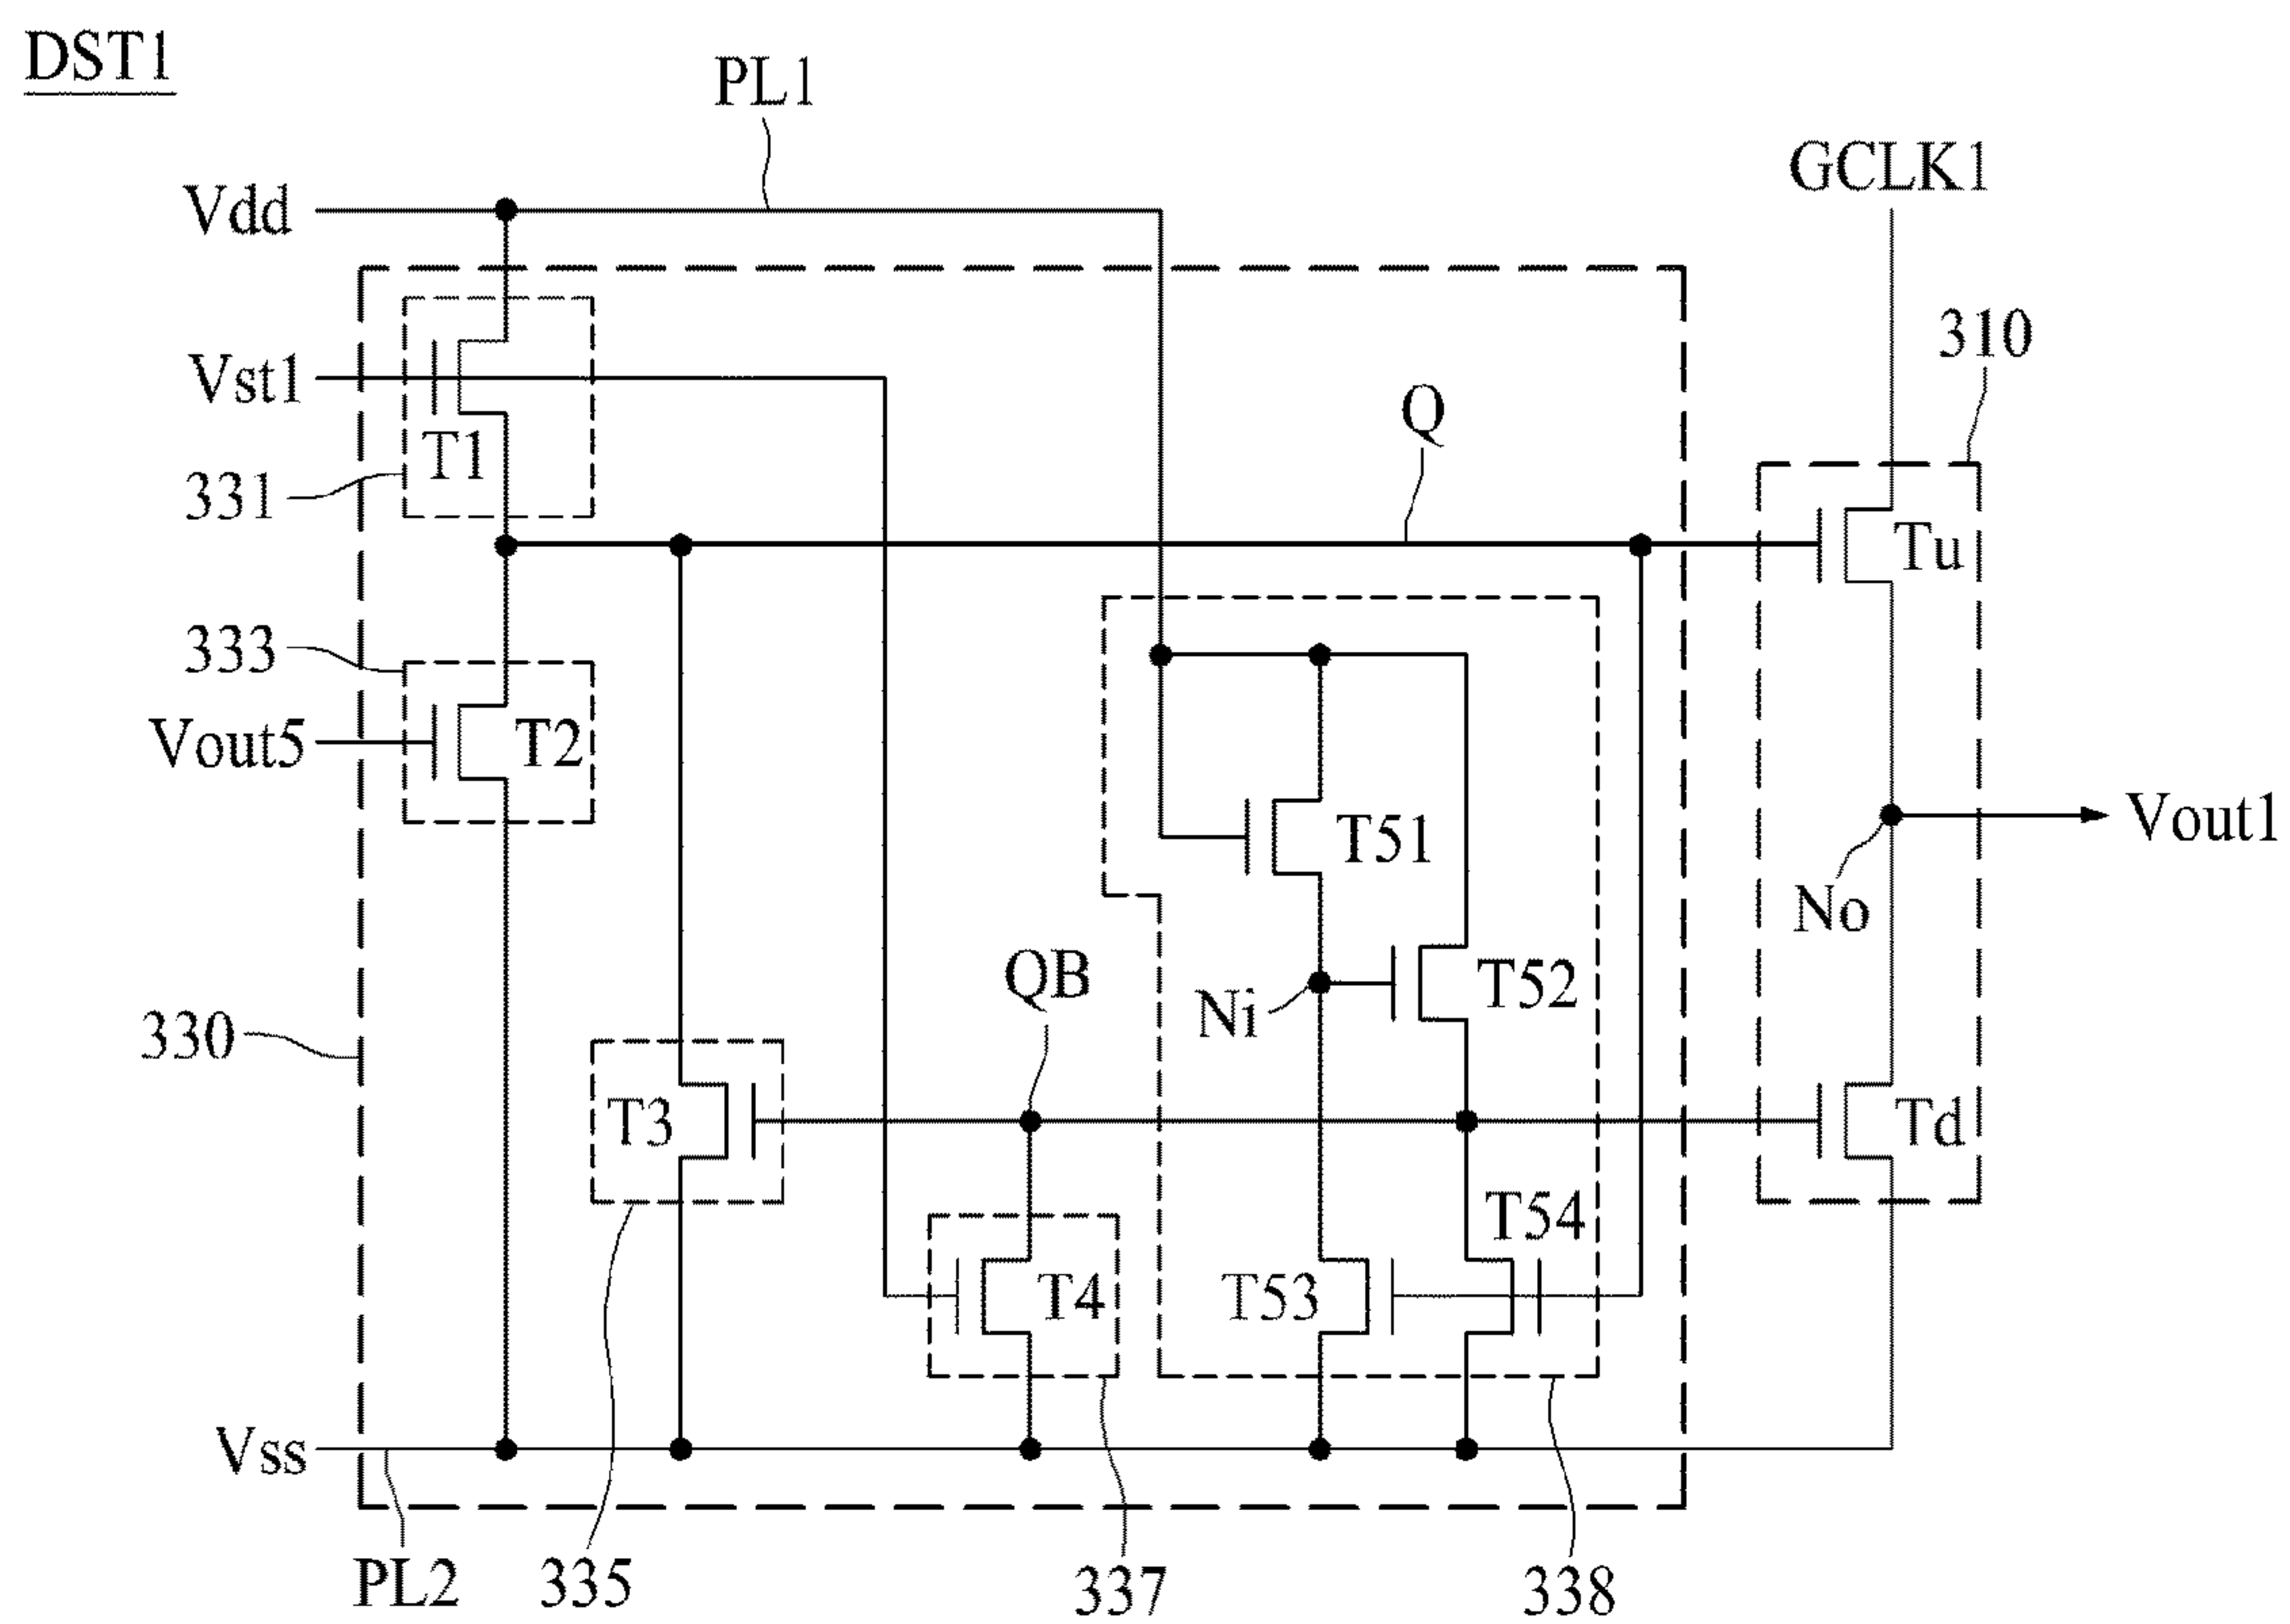 DST1
PL1
GCLK1
Vdd
310
Vst1
Q
T1
331
Tu
333
Vout5
T2
T51
Vout1
No
QB
T52
Ni
330
T3
Td
T54
T53
T4
Vss
PL2
335
337
338